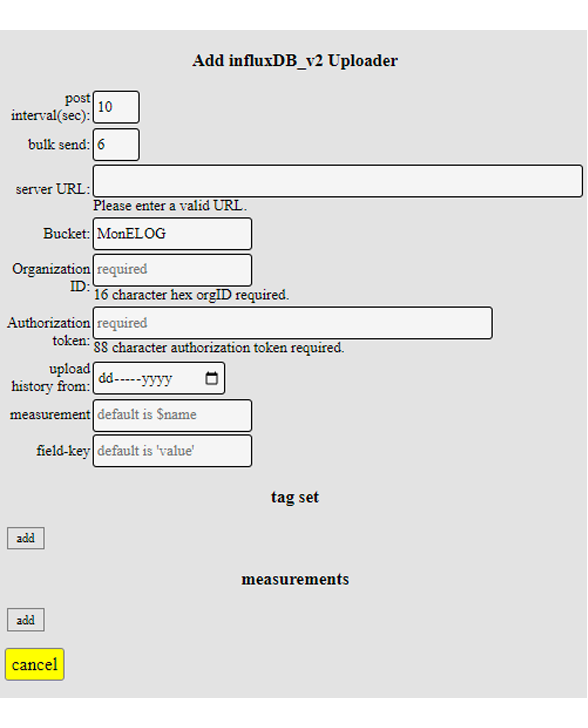 Add influxDB_v2 Uploader
post
interval(sec): 10
bulk send: 6
server URL:
Please enter a valid URL.
Bucket: MonELOG
Organization required
ID:
16 character hex orgID required.
Authorization required
token:
88 character authorization token required.
upload
history from: dd-----yyyy
measurement default is $name
field-key default is 'value'
tag set
add
measurements
add
cancel